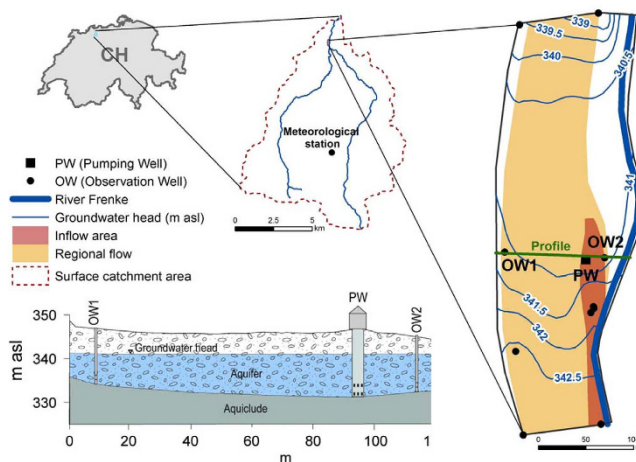 CH
Meteorological
station
0 2.5 5
km
PW (Pumping Well)
OW (Observation Well)
River Frenke
Groundwater head (m asl)
Inflow area
Regional flow
Surface catchment area
339
339.5
340
340.5
341
Profile
OW1
OW2
PW
341.5
342
342.5
0 50 10
OW1
PW
OW2
350
340
330
m asl
Groundwater head
Aquifer
Aquiclude
0 20 40 60 80 100 1
m